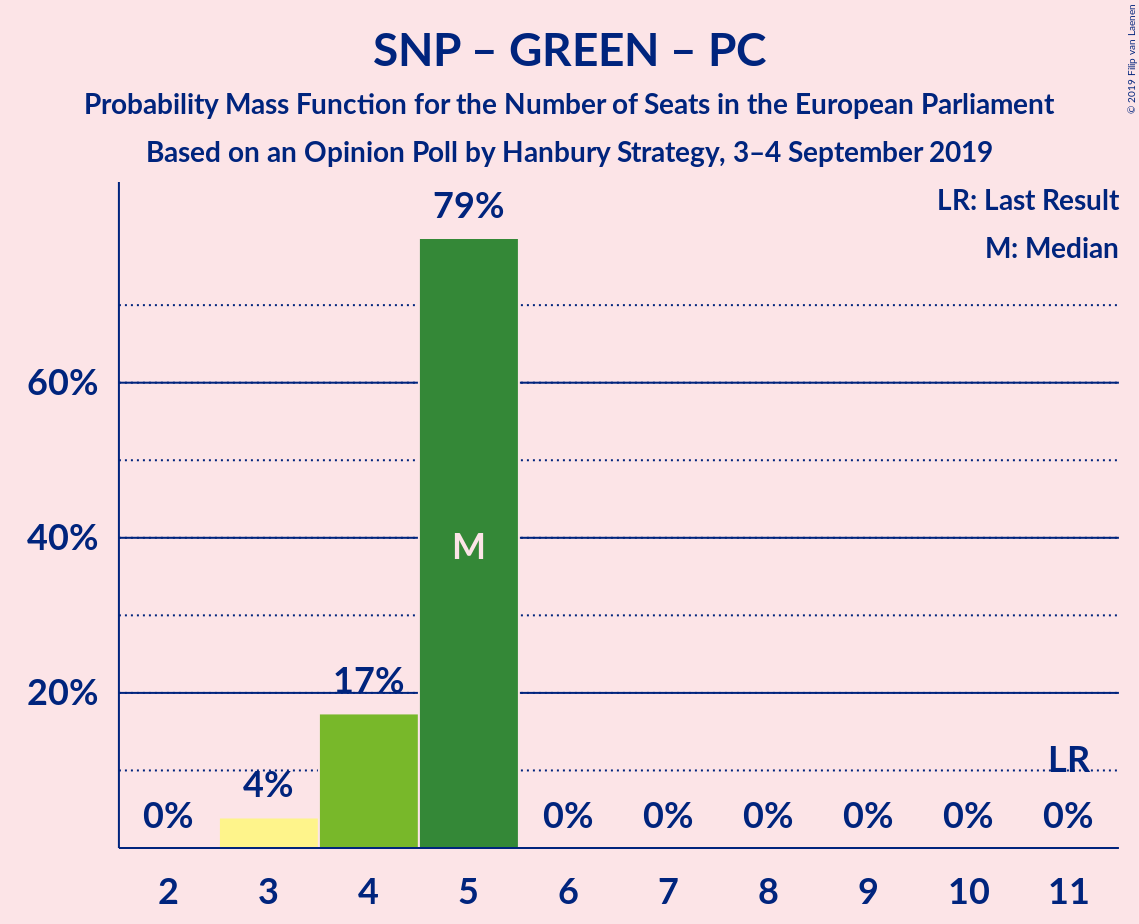 SNP – GREEN – PC
Probability Mass Function for the Number of Seats in the European Parliament
Based on an Opinion Poll by Hanbury Strategy, 3–4 September 2019
© 2019 Filip van Laenen
LR: Last Result
M: Median
79%
60%
40%
M
20%
17%
LR
4%
0% 0% 0% 0% 0% 0% 0%
2 3 4 5 6 7 8 9 10 11